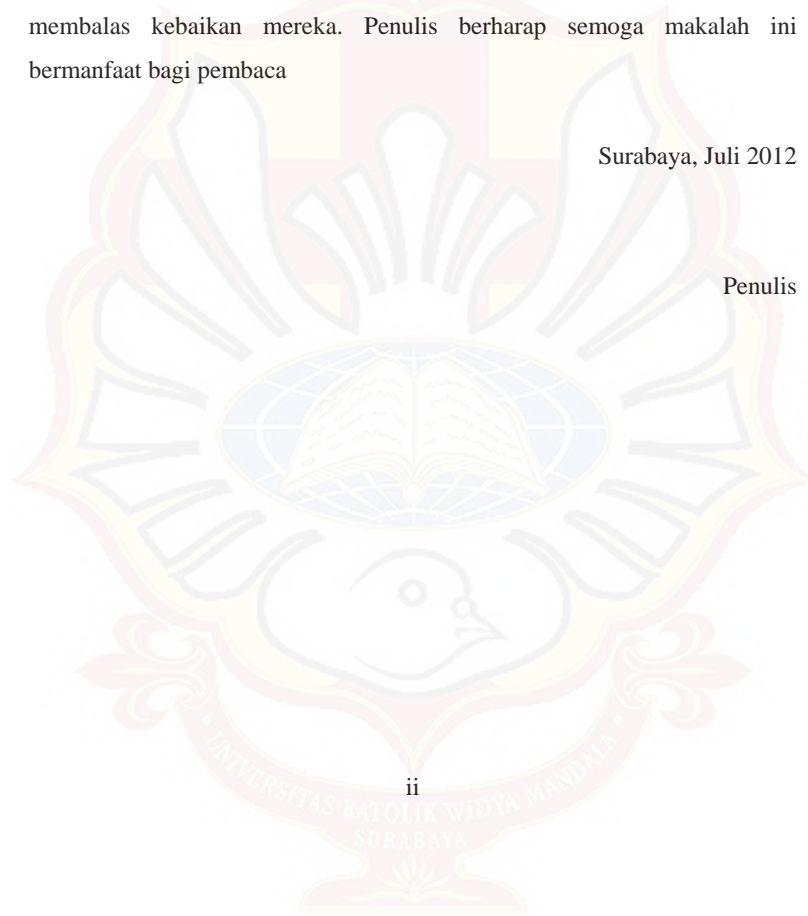 membalas kebaikan mereka. Penulis berharap semoga makalah ini
bermanfaat bagi pembaca
Surabaya, Juli 2012
Penulis
ii
UNIVERSITAS KATOLIK WIDYA MANDALA
SURABAYA